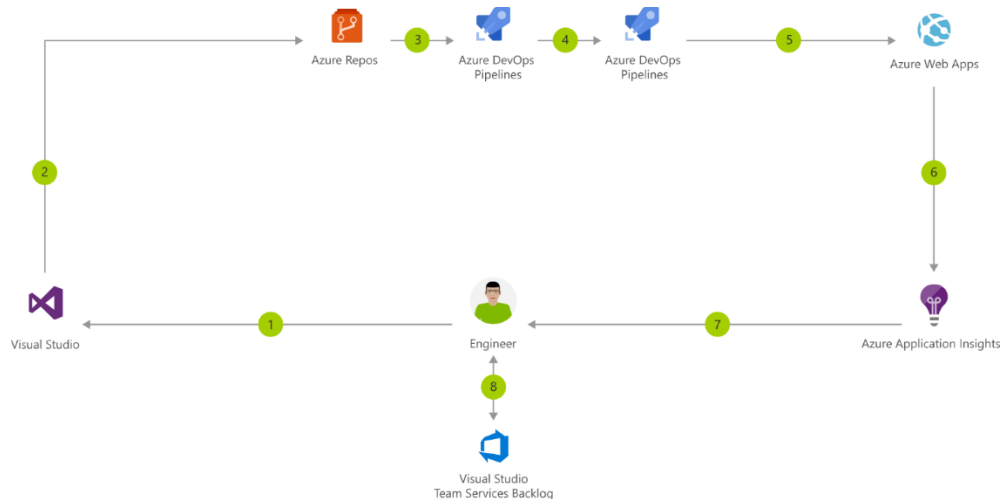 3
4
5
Azure Repos
Azure DevOps
Pipelines
Azure DevOps
Pipelines
Azure Web Apps
2
6
1
7
Visual Studio
Engineer
Azure Application Insights
8
Visual Studio
Team Services Backlog